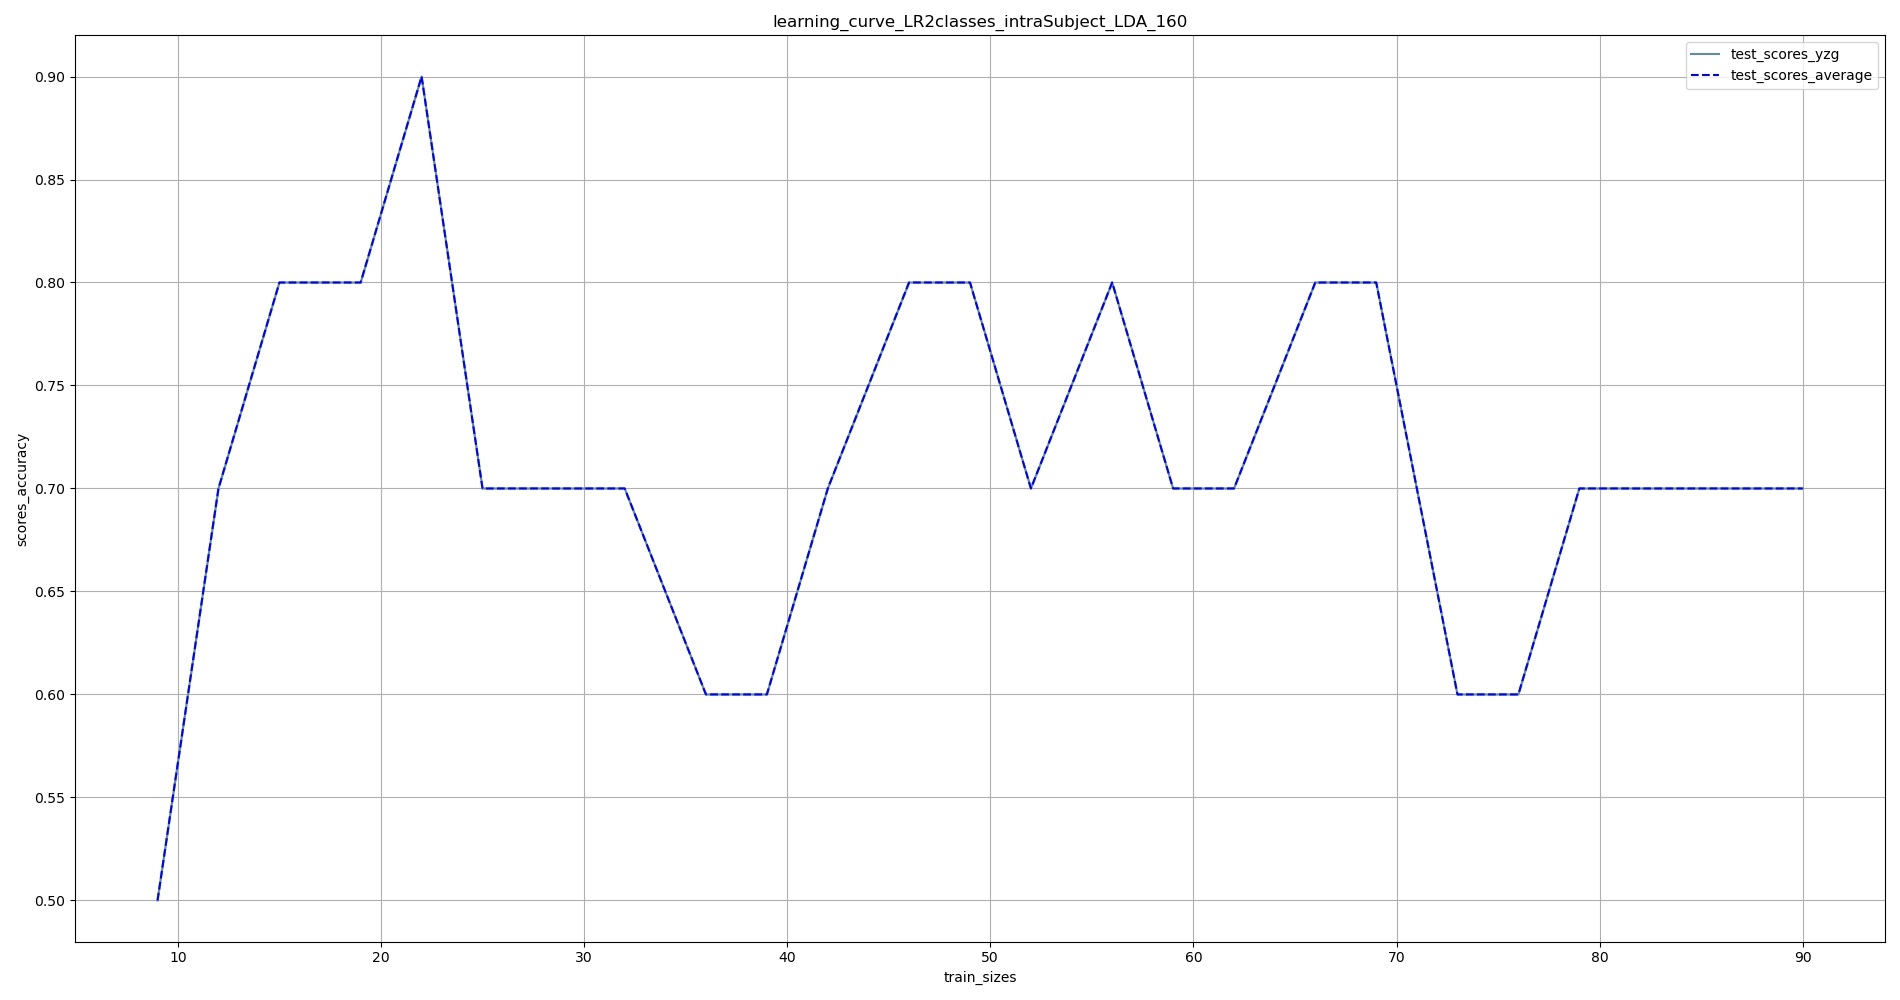 learning_curve_LR2classes_intraSubject_LDA_160
test_scores_yzg
test_scores_average
scores_accuracy
0.90
0.85
0.80
0.75
0.70
0.65
0.60
0.55
0.50
10 20 30 40 50 60 70 80 90
train_sizes